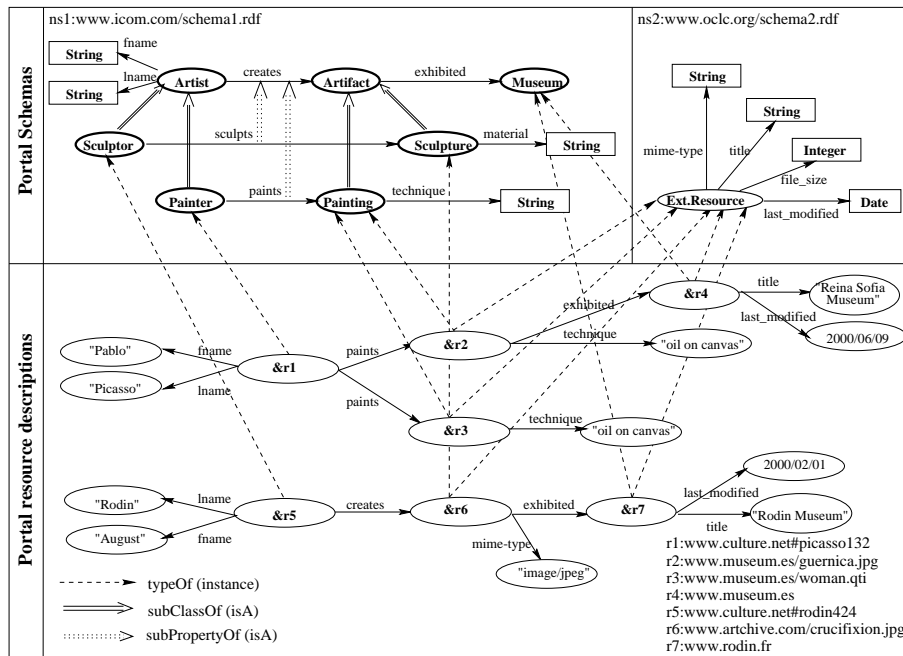 ns1:www.icom.com/schema1.rdf
ns2:www.oclc.org/schema2.rdf
Portal Schemas
fname
String
lname
String
Artist
creates
Artifact
exhibited
Museum
String
String
title
mime-type
Integer
file_size
Sculptor
sculpts
Sculpture
material
String
Painter
paints
Painting
technique
String
Ext.Resource
last_modified
Date
Portal resource descriptions
&r4
title
"Reina Sofia
Museum"
exhibited
last_modified
"Pablo"
fname
&r1
paints
&r2
technique
"oil on canvas"
2000/06/09
"Picasso"
lname
paints
&r3
technique
"oil on canvas"
2000/02/01
"Rodin"
lname
&r5
creates
&r6
exhibited
&r7
last_modified
"Rodin Museum"
title
"August"
fname
mime-type
"image/jpeg"
typeOf (instance)
subClassOf (isA)
subPropertyOf (isA)
r1:www.culture.net#picasso132
r2:www.museum.es/guernica.jpg
r3:www.museum.es/woman.qti
r4:www.museum.es
r5:www.culture.net#rodin424
r6:www.artchive.com/crucifixion.jpg
r7:www.rodin.fr